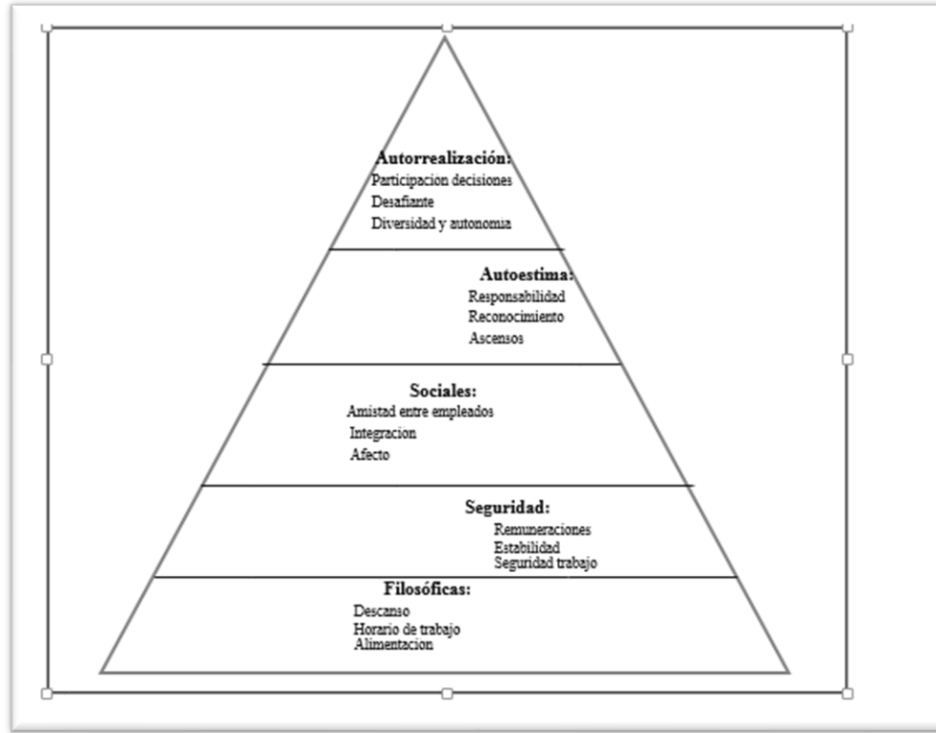 Autorrealización:
Participacion decisiones
Desafiante
Diversidad y autonomia
Autoestima:
Responsabilidad
Reconocimiento
Ascensos
Sociales:
Amistad entre empleados
Integracion
Afecto
Seguridad:
Remuneraciones
Estabilidad
Seguridad trabajo
Filosóficas:
Descanso
Horario de trabajo
Alimentacion